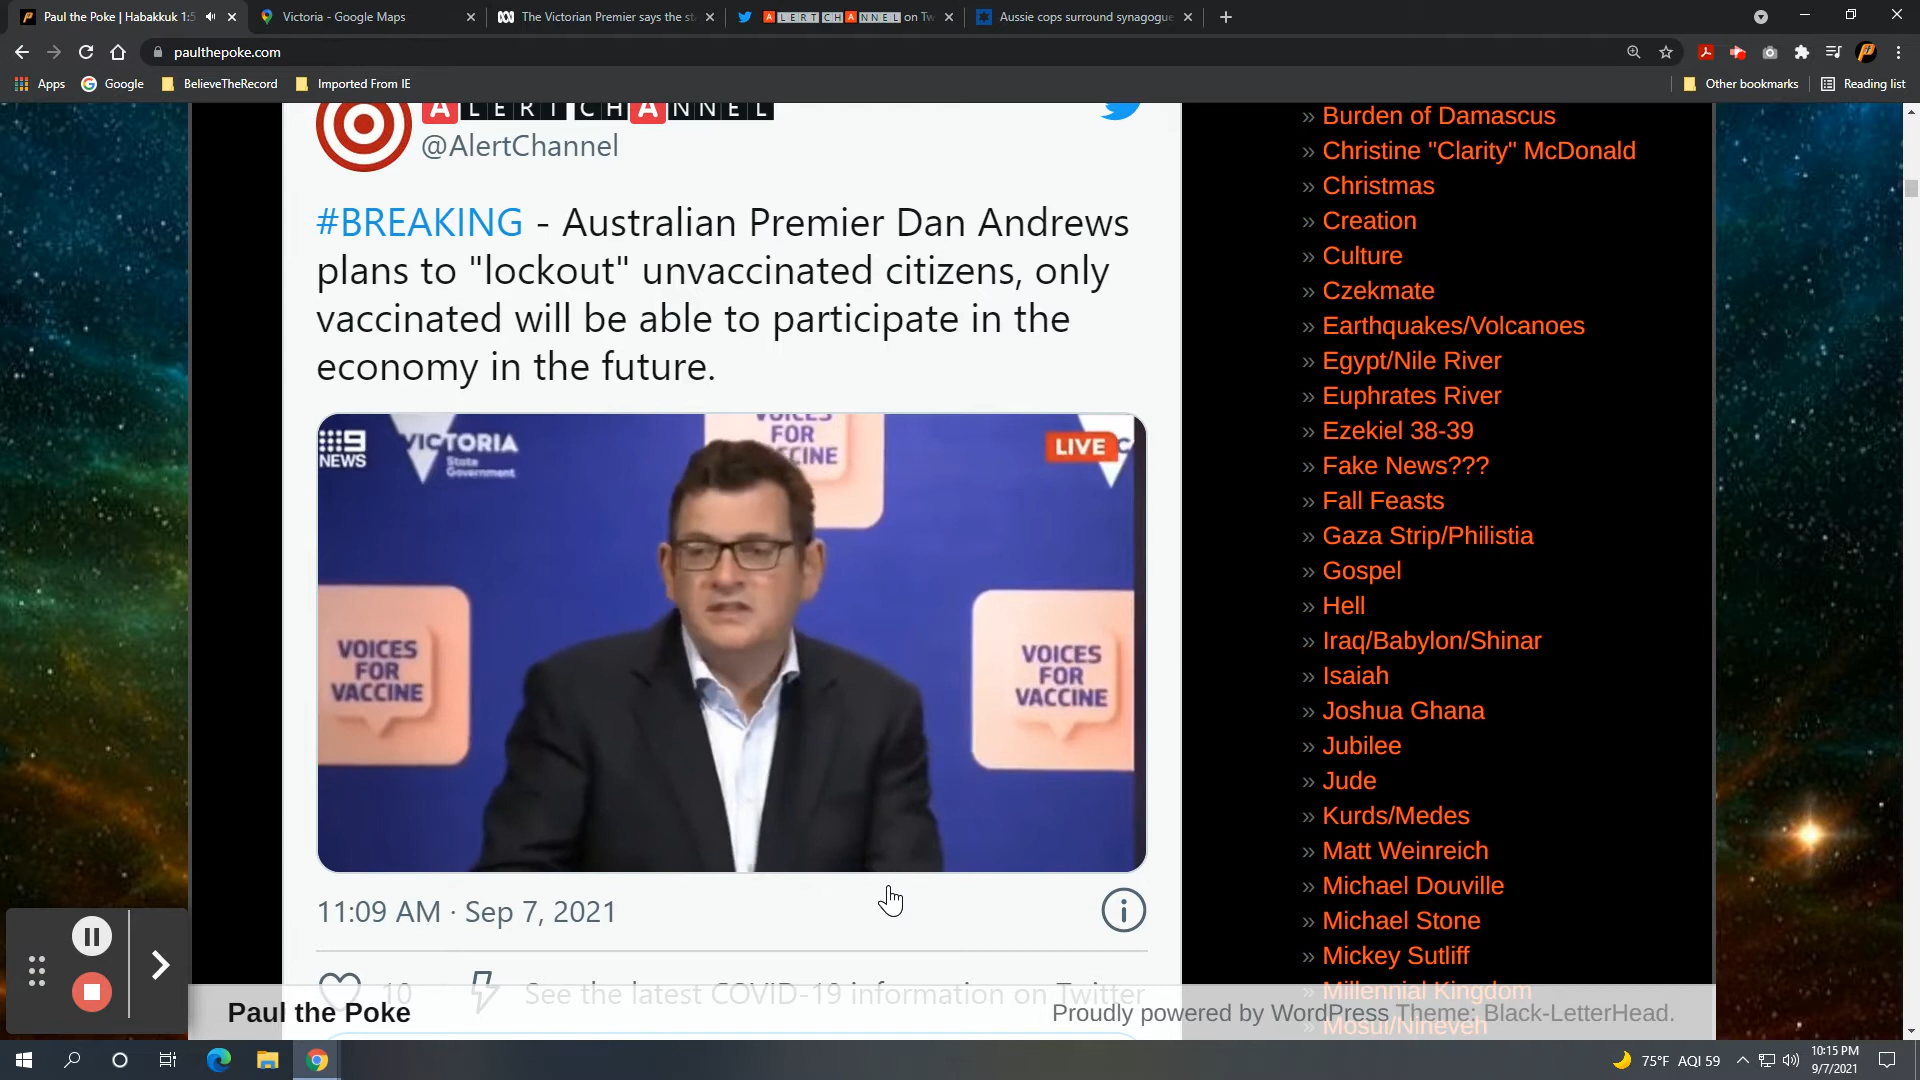 Paul the Poke | Habakkuk 1:5
Victoria - Google Maps
The Victorian Premier says the st
ALERT CHANNEL on Tw
Aussie cops surround synagogue
paulthepoke.com
Apps
Google
BelieveTheRecord
Imported From IE
Other bookmarks
Reading list
ALERT CHANNEL
@AlertChannel
#BREAKING - Australian Premier Dan Andrews
plans to "lockout" unvaccinated citizens, only
vaccinated will be able to participate in the
economy in the future.
9
NEWS
VICTORIA
State
Government
VOICES
FOR
VACCINE
LIVE
VOICES
FOR
VACCINE
VOICES
FOR
VACCINE
11:09 AM · Sep 7, 2021
10
See the latest COVID-19 information on Twitter
» Burden of Damascus
» Christine "Clarity" McDonald
» Christmas
» Creation
» Culture
» Czekmate
» Earthquakes/Volcanoes
» Egypt/Nile River
» Euphrates River
» Ezekiel 38-39
» Fake News???
» Fall Feasts
» Gaza Strip/Philistia
» Gospel
» Hell
» Iraq/Babylon/Shinar
» Isaiah
» Joshua Ghana
» Jubilee
» Jude
» Kurds/Medes
» Matt Weinreich
» Michael Douville
» Michael Stone
» Mickey Sutliff
» Millennial Kingdom
» Mosul/Nineveh
Paul the Poke
Proudly powered by WordPress Theme: Black-LetterHead.
75°F AQI 59
10:15 PM
9/7/2021